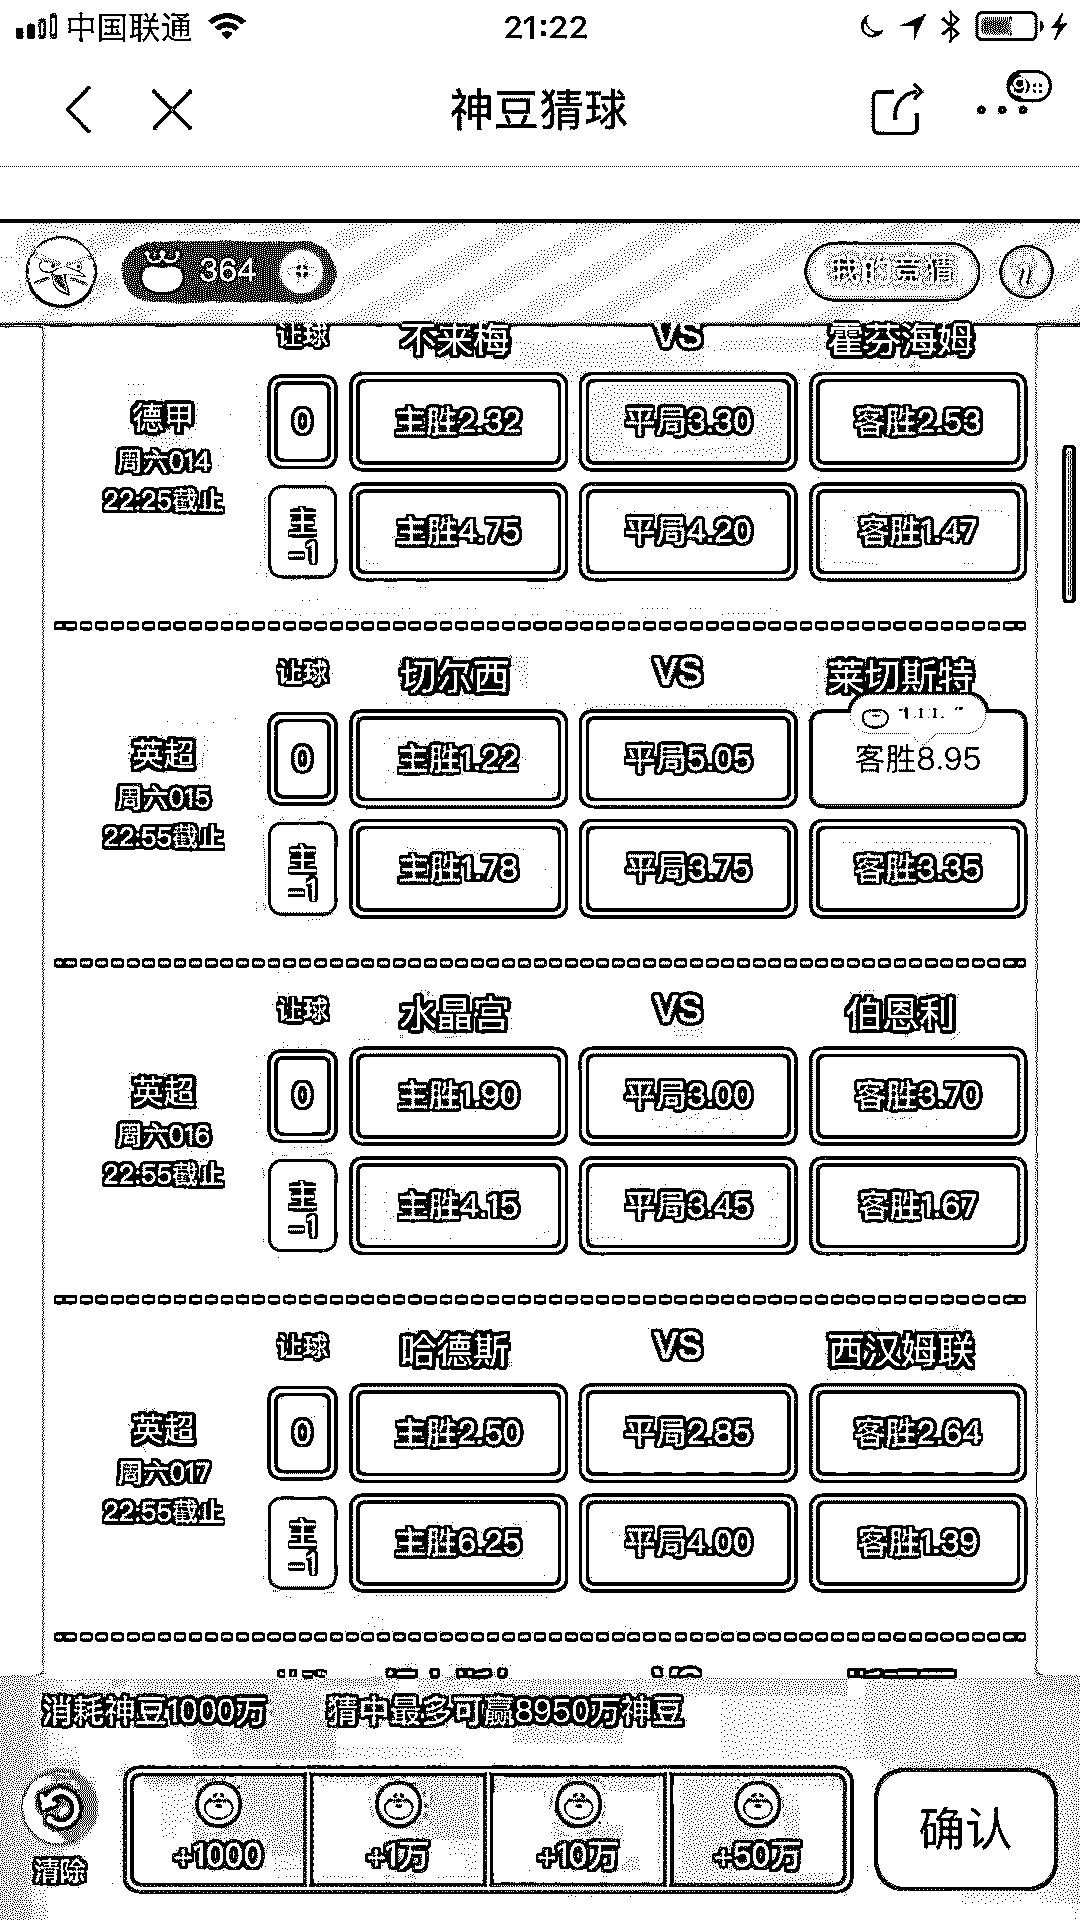 中国联通 21:22
神豆猜球
364 我的竞猜
让球 不来梅 VS 霍芬海姆
德甲
周六014
22:25截止
0 主胜2.32 平局3.30 客胜2.53
主-1 主胜4.75 平局4.20 客胜1.47
让球 切尔西 VS 莱切斯特
英超
周六015
22:55截止
0 主胜1.22 平局5.05 客胜8.95
主-1 主胜1.78 平局3.75 客胜3.35
让球 水晶宫 VS 伯恩利
英超
周六016
22:55截止
0 主胜1.90 平局3.00 客胜3.70
主-1 主胜4.15 平局3.45 客胜1.67
让球 哈德斯 VS 西汉姆联
英超
周六017
22:55截止
0 主胜2.50 平局2.85 客胜2.64
主-1 主胜6.25 平局4.00 客胜1.39
消耗神豆1000万 猜中最多可赢8950万神豆
清除 +1000 +1万 +10万 +50万 确认